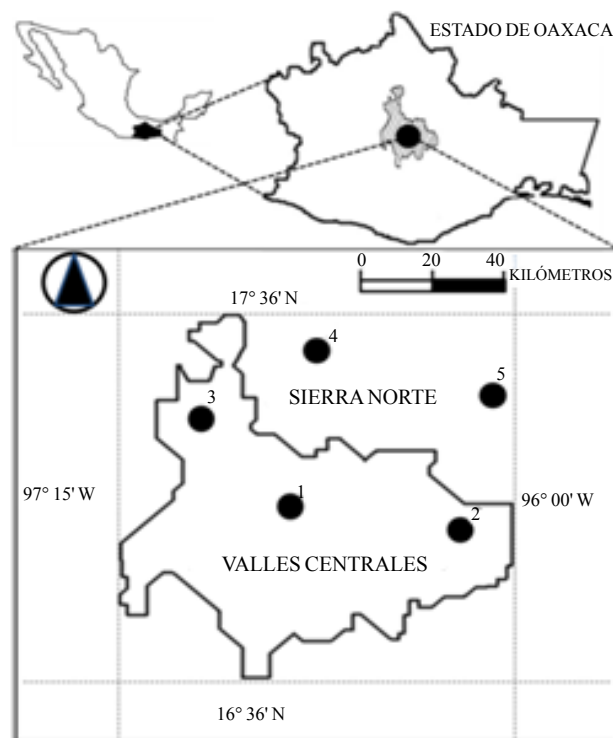 ESTADO DE OAXACA
0 20 40
KILÓMETROS
17° 36' N
4
5
SIERRA NORTE
3
97° 15' W
1
96° 00' W
2
VALLES CENTRALES
16° 36' N